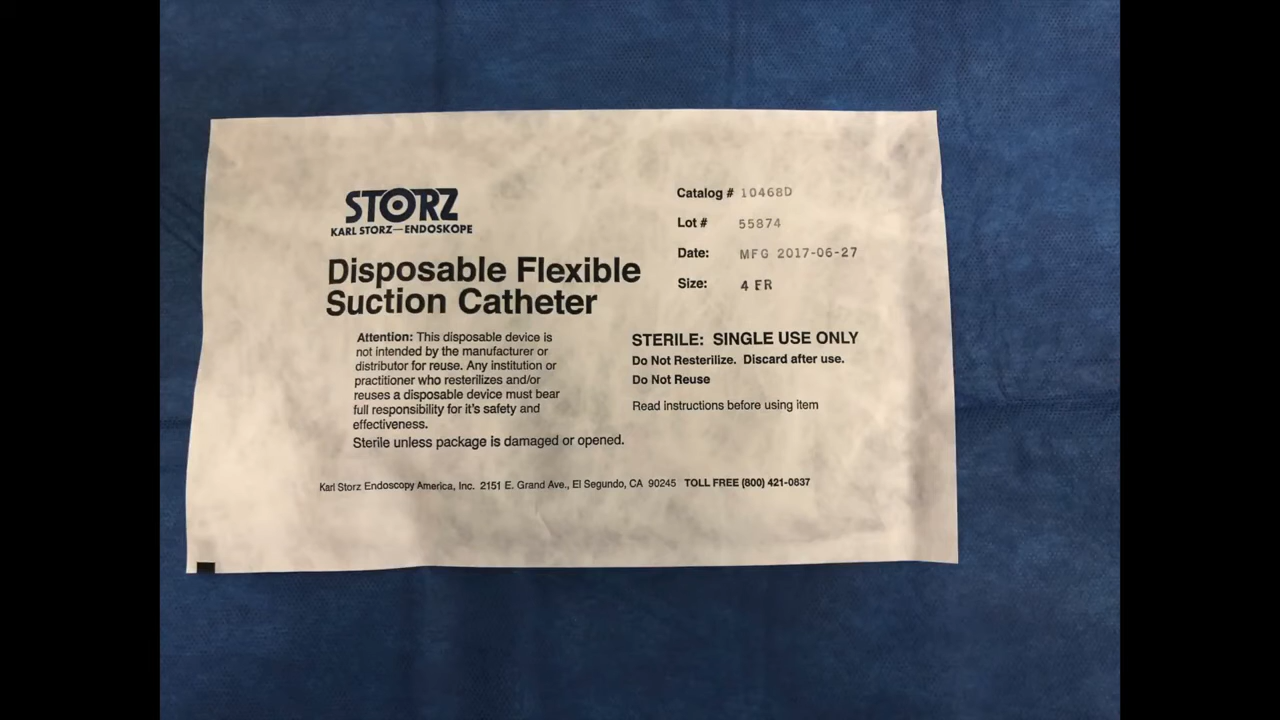 STORZ
KARL STORZ—ENDOSKOPE
Disposable Flexible
Suction Catheter
Attention: This disposable device is
not intended by the manufacturer or
distributor for reuse. Any institution or
practitioner who resterilizes and/or
reuses a disposable device must bear
full responsibility for it's safety and
effectiveness.
Sterile unless package is damaged or opened.
Catalog # 10468D
Lot # 55874
Date: MFG 2017-06-27
Size: 4 FR
STERILE: SINGLE USE ONLY
Do Not Resterilize. Discard after use.
Do Not Reuse
Read instructions before using item
Karl Storz Endoscopy America, Inc. 2151 E. Grand Ave., El Segundo, CA 90245 TOLL FREE (800) 421-0837